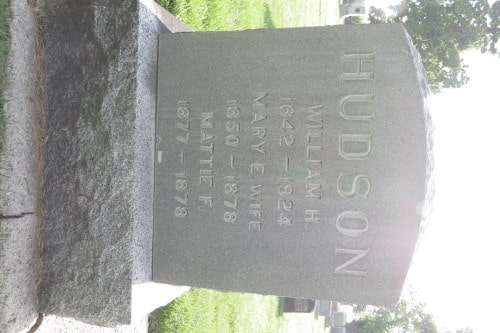 HUDSON
WILLIAM H.
1842 – 1924
MARY E. WIFE
1850 – 1878
MATTIE F.
1877 – 1878